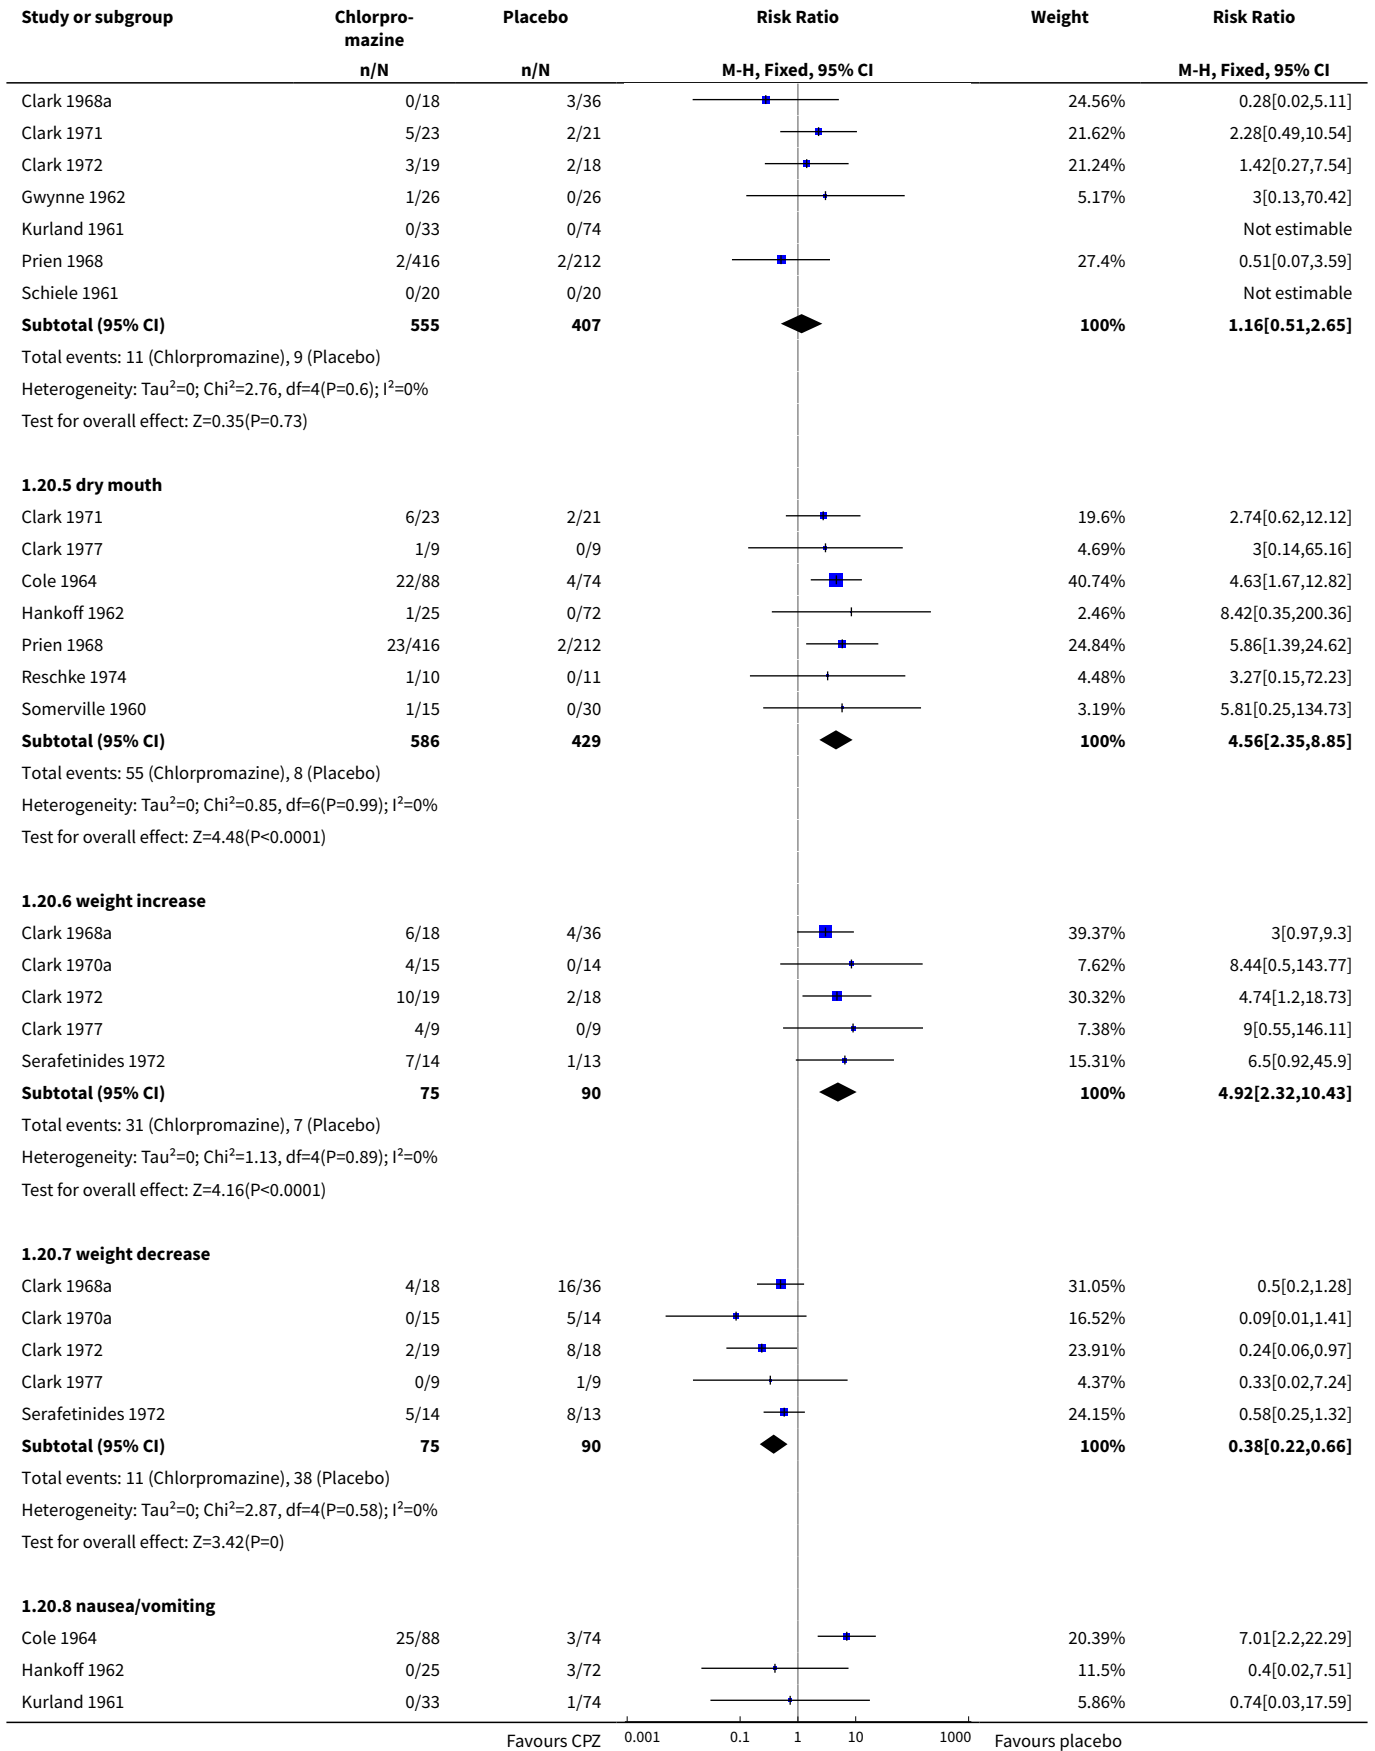 Study or subgroup Chlorpro- Placebo Risk Ratio Weight Risk Ratio
mazine
n/N n/N M-H, Fixed, 95% CI M-H, Fixed, 95% CI
Clark 1968a 0/18 3/36 24.56% 0.28[0.02,5.11]
Clark 1971 5/23 2/21 21.62% 2.28[0.49,10.54]
Clark 1972 3/19 2/18 21.24% 1.42[0.27,7.54]
Gwynne 1962 1/26 0/26 5.17% 3[0.13,70.42]
Kurland 1961 0/33 0/74 Not estimable
Prien 1968 2/416 2/212 27.4% 0.51[0.07,3.59]
Schiele 1961 0/20 0/20 Not estimable
Subtotal (95% CI) 555 407 100% 1.16[0.51,2.65]
Total events: 11 (Chlorpromazine), 9 (Placebo)
Heterogeneity: Tau²=0; Chi²=2.76, df=4(P=0.6); I²=0%
Test for overall effect: Z=0.35(P=0.73)
1.20.5 dry mouth
Clark 1971 6/23 2/21 19.6% 2.74[0.62,12.12]
Clark 1977 1/9 0/9 4.69% 3[0.14,65.16]
Cole 1964 22/88 4/74 40.74% 4.63[1.67,12.82]
Hankoff 1962 1/25 0/72 2.46% 8.42[0.35,200.36]
Prien 1968 23/416 2/212 24.84% 5.86[1.39,24.62]
Reschke 1974 1/10 0/11 4.48% 3.27[0.15,72.23]
Somerville 1960 1/15 0/30 3.19% 5.81[0.25,134.73]
Subtotal (95% CI) 586 429 100% 4.56[2.35,8.85]
Total events: 55 (Chlorpromazine), 8 (Placebo)
Heterogeneity: Tau²=0; Chi²=0.85, df=6(P=0.99); I²=0%
Test for overall effect: Z=4.48(P<0.0001)
1.20.6 weight increase
Clark 1968a 6/18 4/36 39.37% 3[0.97,9.3]
Clark 1970a 4/15 0/14 7.62% 8.44[0.5,143.77]
Clark 1972 10/19 2/18 30.32% 4.74[1.2,18.73]
Clark 1977 4/9 0/9 7.38% 9[0.55,146.11]
Serafetinides 1972 7/14 1/13 15.31% 6.5[0.92,45.9]
Subtotal (95% CI) 75 90 100% 4.92[2.32,10.43]
Total events: 31 (Chlorpromazine), 7 (Placebo)
Heterogeneity: Tau²=0; Chi²=1.13, df=4(P=0.89); I²=0%
Test for overall effect: Z=4.16(P<0.0001)
1.20.7 weight decrease
Clark 1968a 4/18 16/36 31.05% 0.5[0.2,1.28]
Clark 1970a 0/15 5/14 16.52% 0.09[0.01,1.41]
Clark 1972 2/19 8/18 23.91% 0.24[0.06,0.97]
Clark 1977 0/9 1/9 4.37% 0.33[0.02,7.24]
Serafetinides 1972 5/14 8/13 24.15% 0.58[0.25,1.32]
Subtotal (95% CI) 75 90 100% 0.38[0.22,0.66]
Total events: 11 (Chlorpromazine), 38 (Placebo)
Heterogeneity: Tau²=0; Chi²=2.87, df=4(P=0.58); I²=0%
Test for overall effect: Z=3.42(P=0)
1.20.8 nausea/vomiting
Cole 1964 25/88 3/74 20.39% 7.01[2.2,22.29]
Hankoff 1962 0/25 3/72 11.5% 0.4[0.02,7.51]
Kurland 1961 0/33 1/74 5.86% 0.74[0.03,17.59]
Favours CPZ 0.001 0.1 1 10 1000 Favours placebo